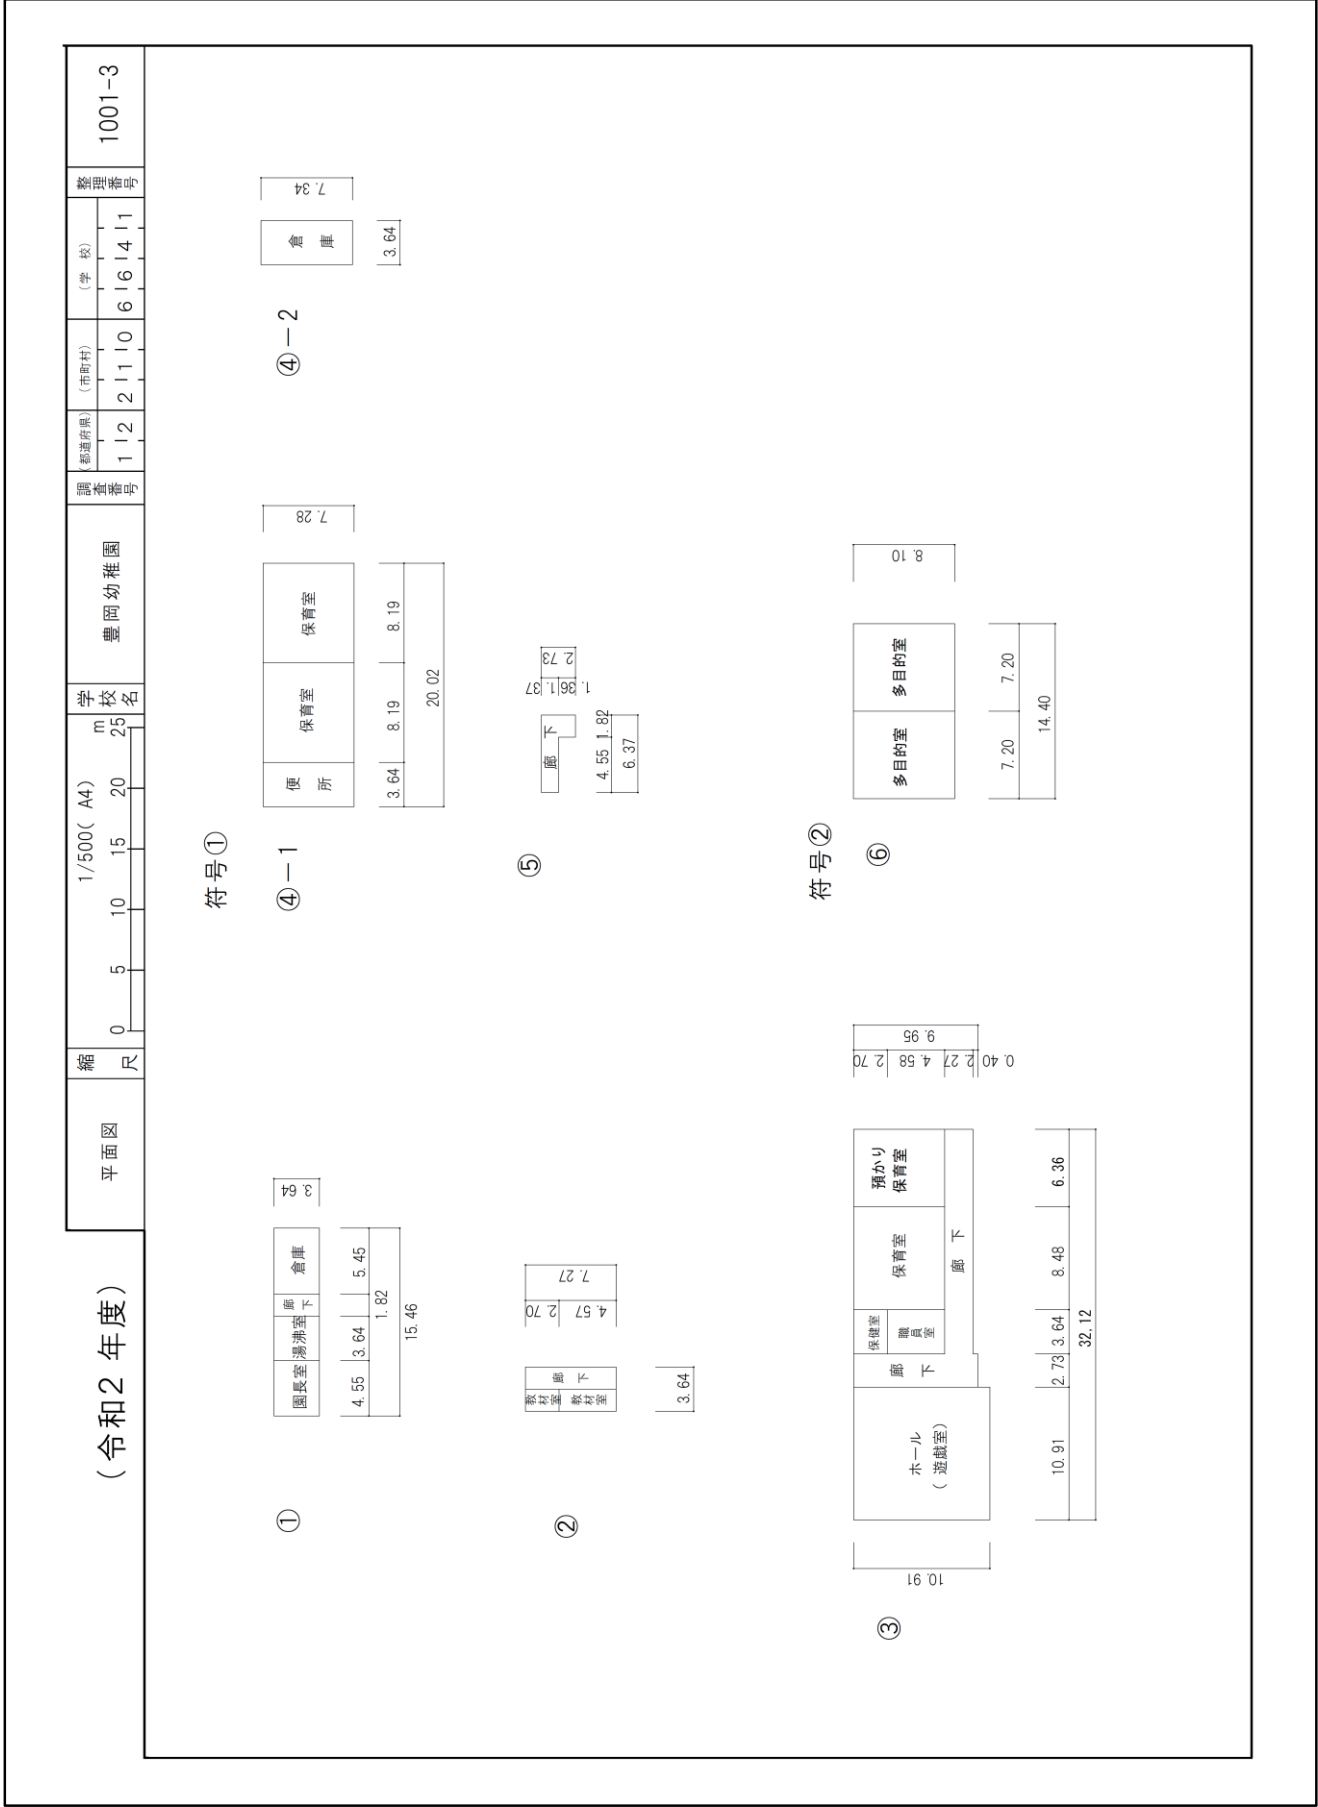 (令和2 年度)
平面図
縮尺
1/500( A4)
0 5 10 15 20 25
m
学校名
豊岡幼稚園
調査番号
(都道府県)
1 2
(市町村)
2 1 0
(学 校)
6 6 4 1
整理番号
1001-3
①
園長室
湯沸室
廊下
倉庫
3.64
4.55
3.64
1.82
5.45
15.46
符号①
④－1
便所
保育室
保育室
7.28
3.64
8.19
8.19
20.02
④－2
倉庫
7.34
3.64
②
教材室
教材室
廊下
2.70
4.57
7.27
3.64
⑤
廊下
1.37
1.36
2.73
4.55
1.82
6.37
③
ホール
( 遊戯室)
廊下
保健室
職員室
保育室
預かり
保育室
廊下
10.91
2.70
4.58
2.27
0.40
9.95
10.91
2.73
3.64
8.48
6.36
32.12
符号②
⑥
多目的室
多目的室
8.10
7.20
7.20
14.40